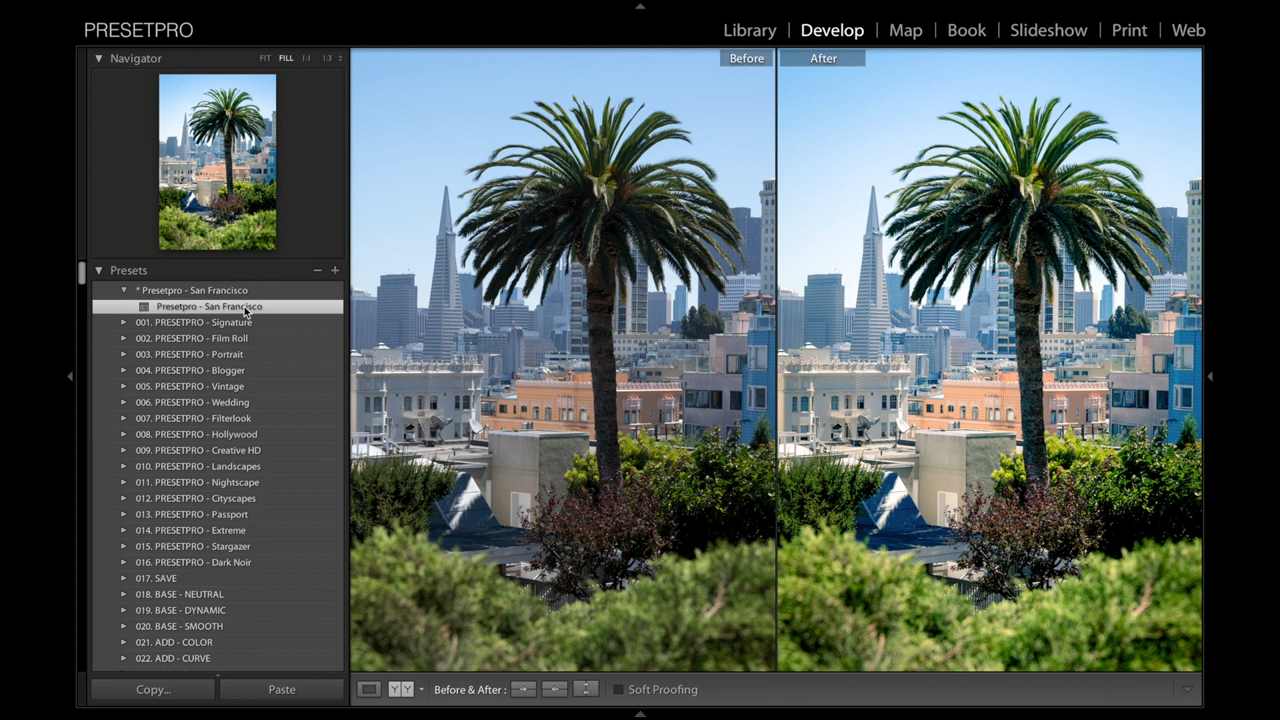 PRESETPRO
Library | Develop | Map | Book | Slideshow | Print | Web
Navigator FIT FILL 1:1 1:3
Before
After
Presets
* Presetpro - San Francisco
Presetpro - San Francisco
001. PRESETPRO - Signature
002. PRESETPRO - Film Roll
003. PRESETPRO - Portrait
004. PRESETPRO - Blogger
005. PRESETPRO - Vintage
006. PRESETPRO - Wedding
007. PRESETPRO - Filterlook
008. PRESETPRO - Hollywood
009. PRESETPRO - Creative HD
010. PRESETPRO - Landscapes
011. PRESETPRO - Nightscape
012. PRESETPRO - Cityscapes
013. PRESETPRO - Passport
014. PRESETPRO - Extreme
015. PRESETPRO - Stargazer
016. PRESETPRO - Dark Noir
017. SAVE
018. BASE - NEUTRAL
019. BASE - DYNAMIC
020. BASE - SMOOTH
021. ADD - COLOR
022. ADD - CURVE
Copy... Paste
YY Before & After : Soft Proofing